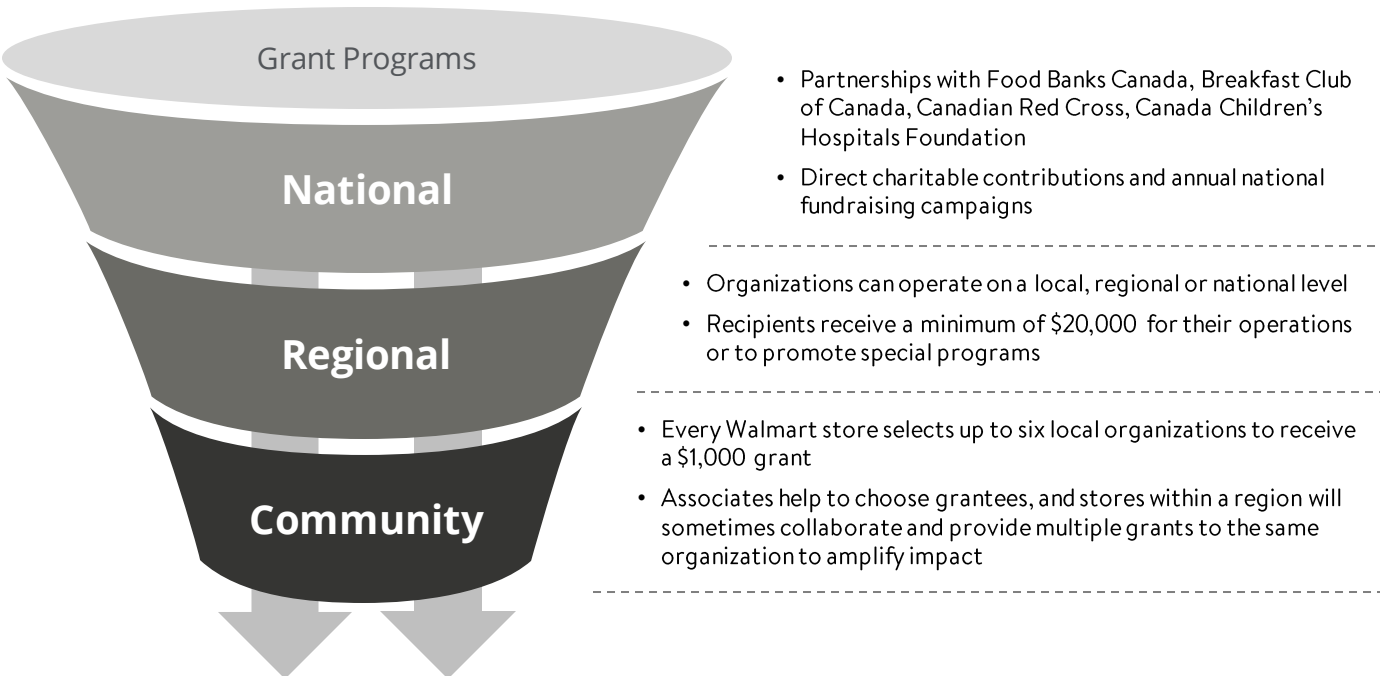 Grant Programs
National
• Partnerships with Food Banks Canada, Breakfast Club
of Canada, Canadian Red Cross, Canada Children’s
Hospitals Foundation
• Direct charitable contributions and annual national
fundraising campaigns
Regional
• Organizations can operate on a local, regional or national level
• Recipients receive a minimum of $20,000 for their operations
or to promote special programs
Community
• Every Walmart store selects up to six local organizations to receive
a $1,000 grant
• Associates help to choose grantees, and stores within a region will
sometimes collaborate and provide multiple grants to the same
organization to amplify impact